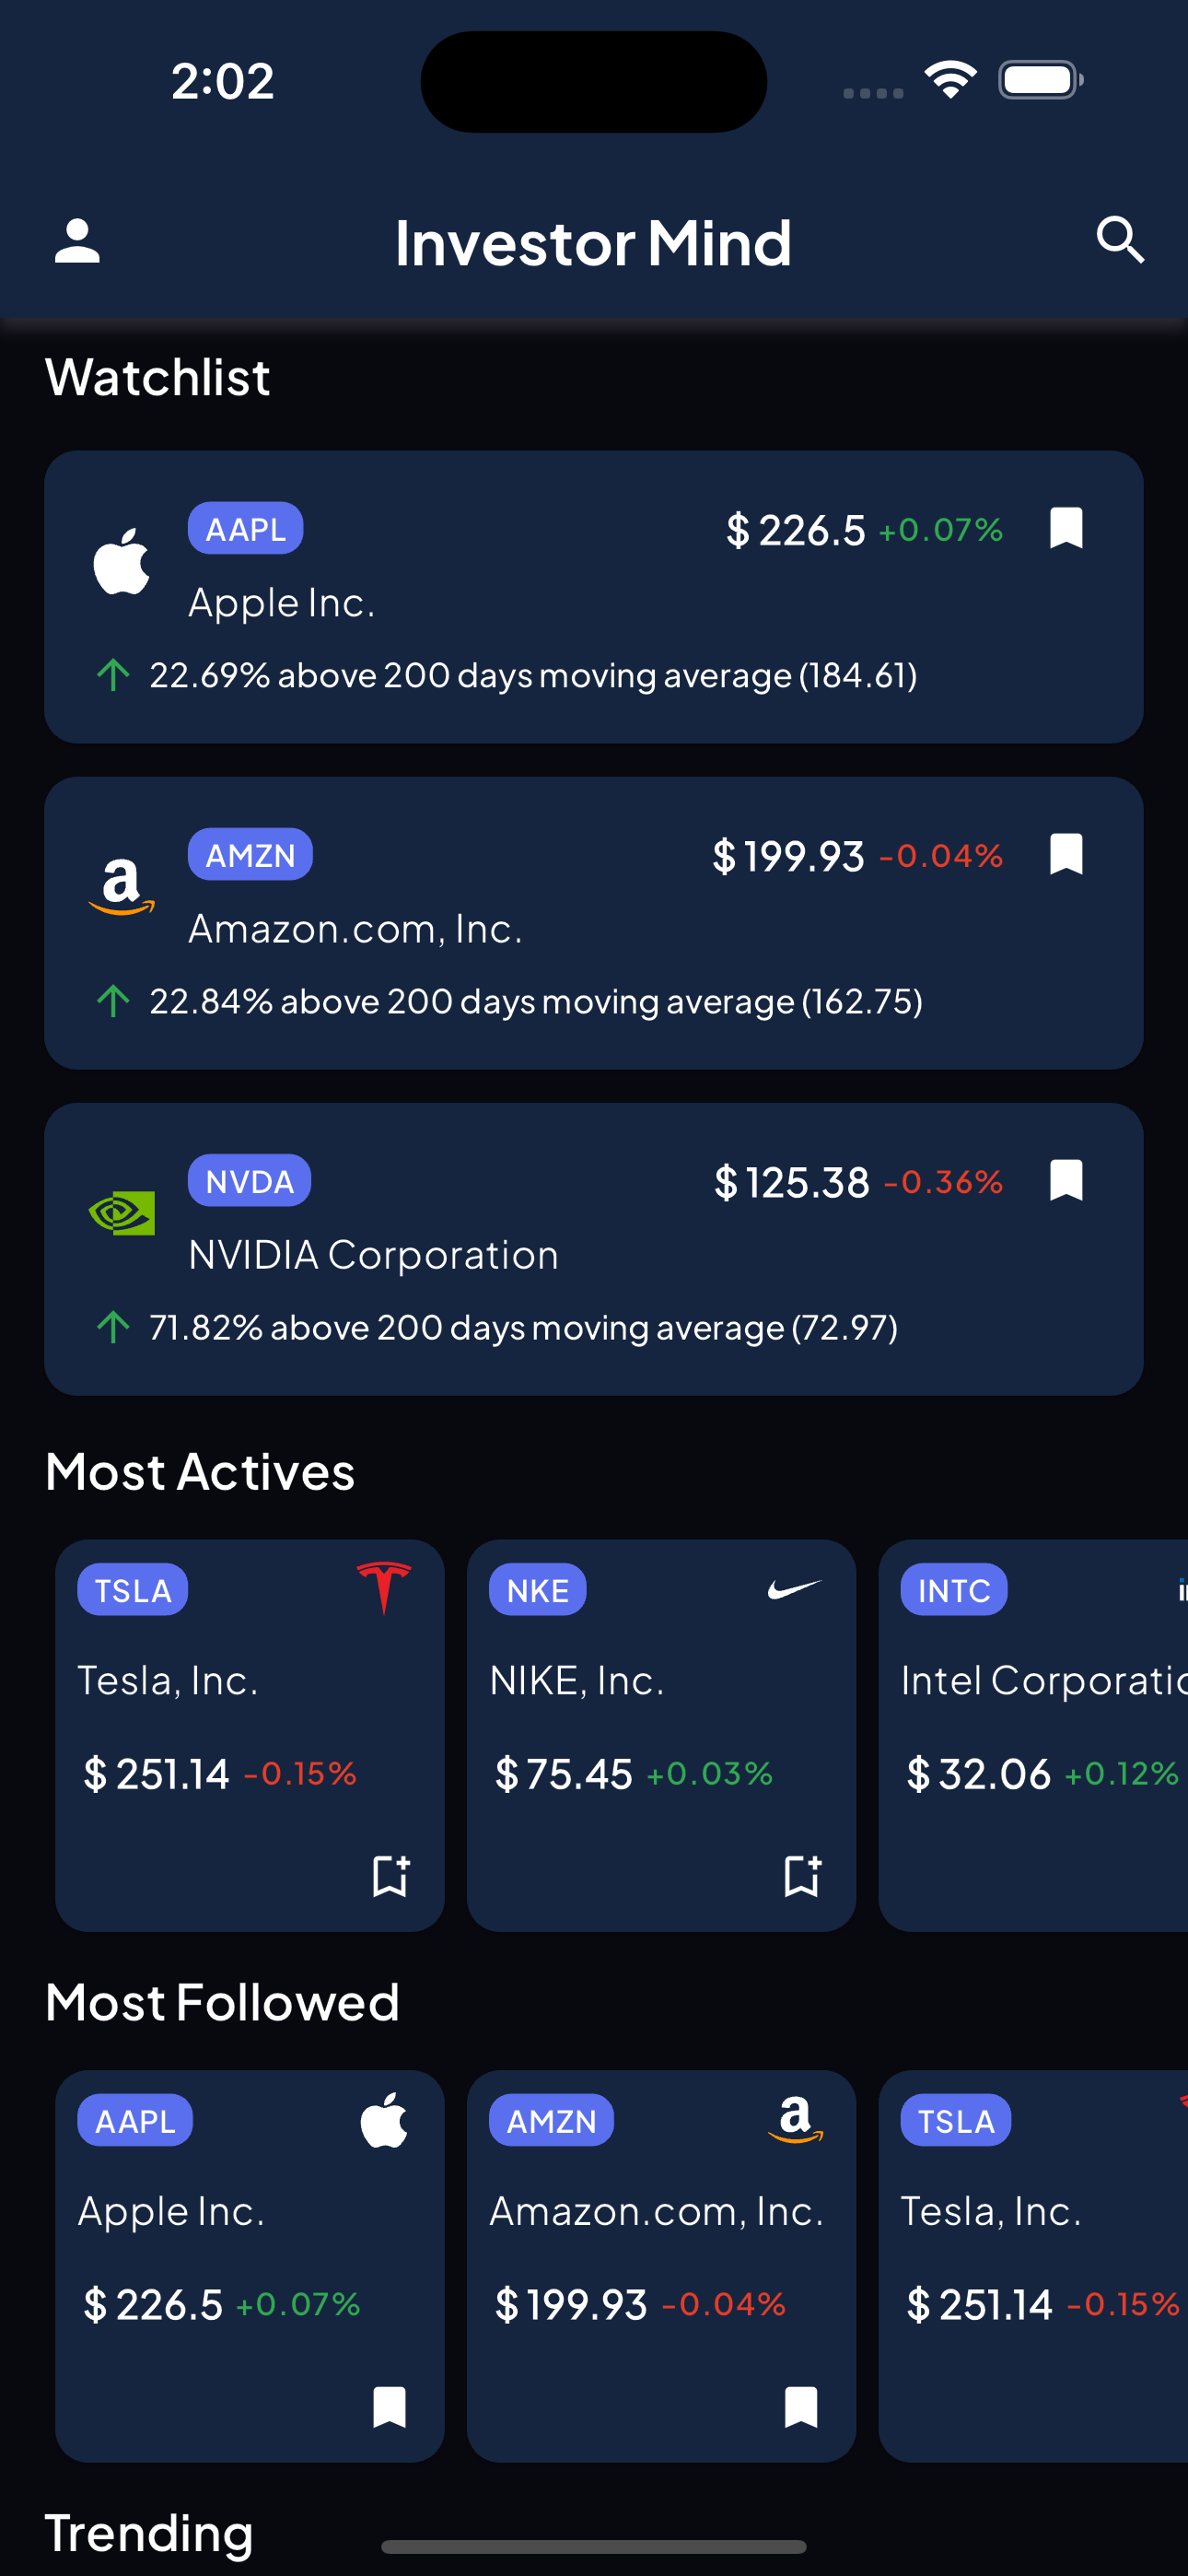 2:02
Investor Mind
Watchlist
AAPL
$ 226.5 +0.07%
Apple Inc.
22.69% above 200 days moving average (184.61)
AMZN
$ 199.93 -0.04%
Amazon.com, Inc.
22.84% above 200 days moving average (162.75)
NVDA
$ 125.38 -0.36%
NVIDIA Corporation
71.82% above 200 days moving average (72.97)
Most Actives
TSLA
Tesla, Inc.
$ 251.14 -0.15%
NKE
NIKE, Inc.
$ 75.45 +0.03%
INTC
Intel
$ 32.06 +0.12%
Most Followed
AAPL
Apple Inc.
$ 226.5 +0.07%
AMZN
Amazon.com, Inc.
$ 199.93 -0.04%
TSLA
Tesla, Inc.
$ 251.14 -0.15%
Trending